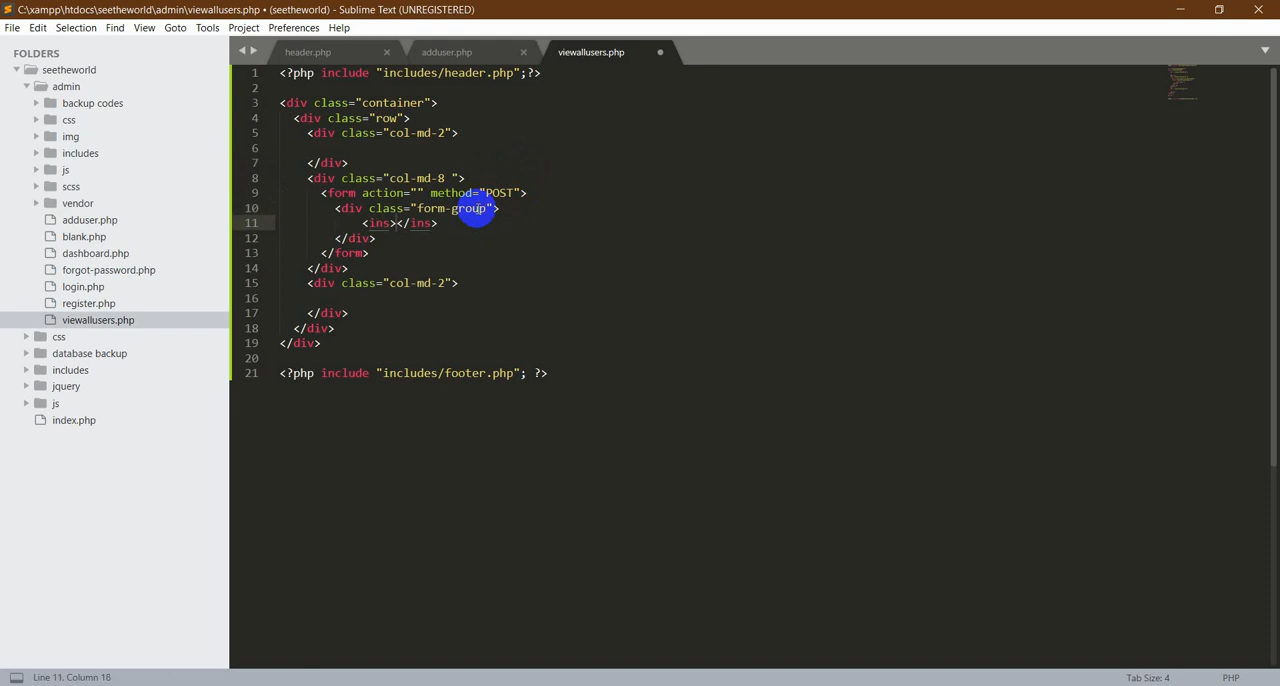 C:\xampp\htdocs\seetheworld\admin\viewallusers.php • (seetheworld) - Sublime Text (UNREGISTERED)
File Edit Selection Find View Goto Tools Project Preferences Help
FOLDERS
seetheworld
admin
backup codes
css
img
includes
js
scss
vendor
adduser.php
blank.php
dashboard.php
forgot-password.php
login.php
register.php
viewallusers.php
css
database backup
includes
jquery
js
index.php
header.php adduser.php viewallusers.php
1 <?php include "includes/header.php";?>
2
3 <div class="container">
4 <div class="row">
5 <div class="col-md-2">
6
7 </div>
8 <div class="col-md-8 ">
9 <form action="" method="POST">
10 <div class="form-group">
11 <ins></ins>
12 </div>
13 </form>
14 </div>
15 <div class="col-md-2">
16
17 </div>
18 </div>
19 </div>
20
21 <?php include "includes/footer.php"; ?>
Line 11, Column 18 Tab Size: 4 PHP